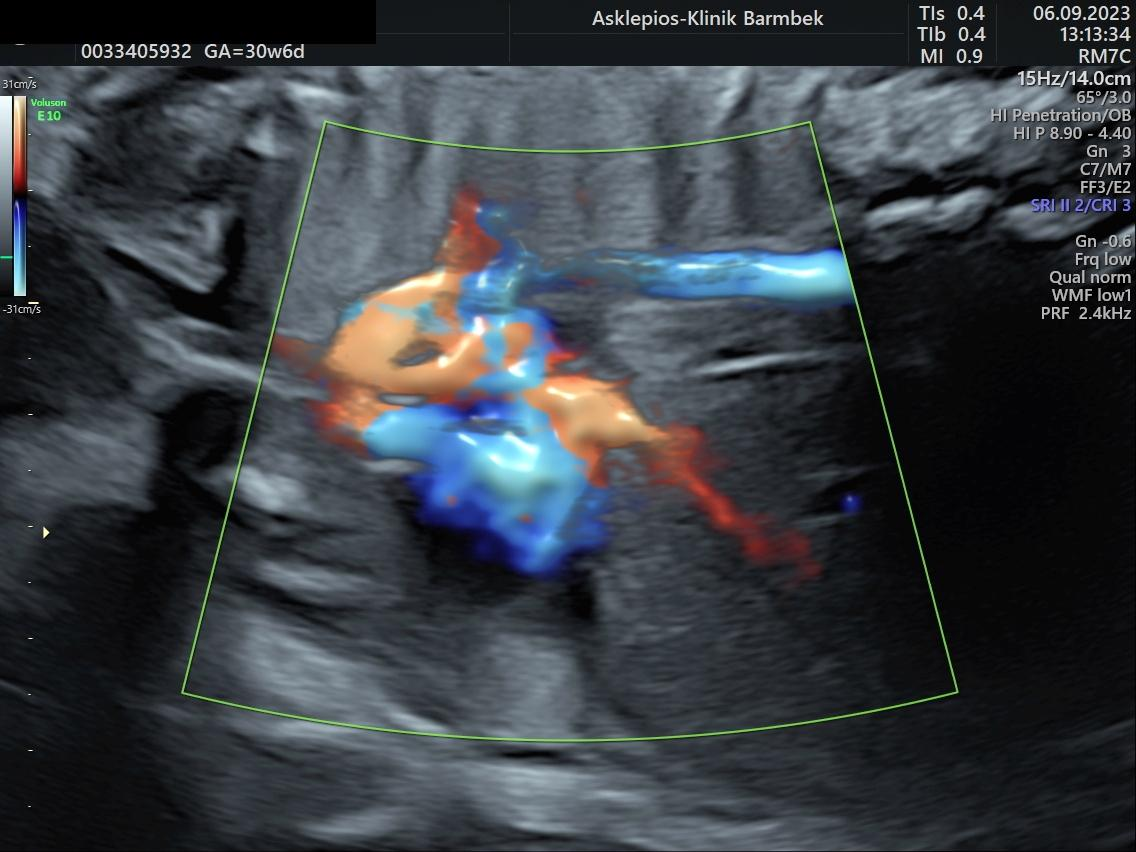 Asklepios-Klinik Barmbek
TIs 0.4
TIb 0.4
MI 0.9
06.09.2023
13:13:34
RM7C
0033405932 GA=30w6d
31cm/s
Voluson
E10
-31cm/s
15Hz/14.0cm
65°/3.0
HI Penetration/OB
HI P 8.90 - 4.40
Gn 3
C7/M7
FF3/E2
SRI II 2/CRI 3
Gn -0.6
Frq low
Qual norm
WMF low1
PRF 2.4kHz